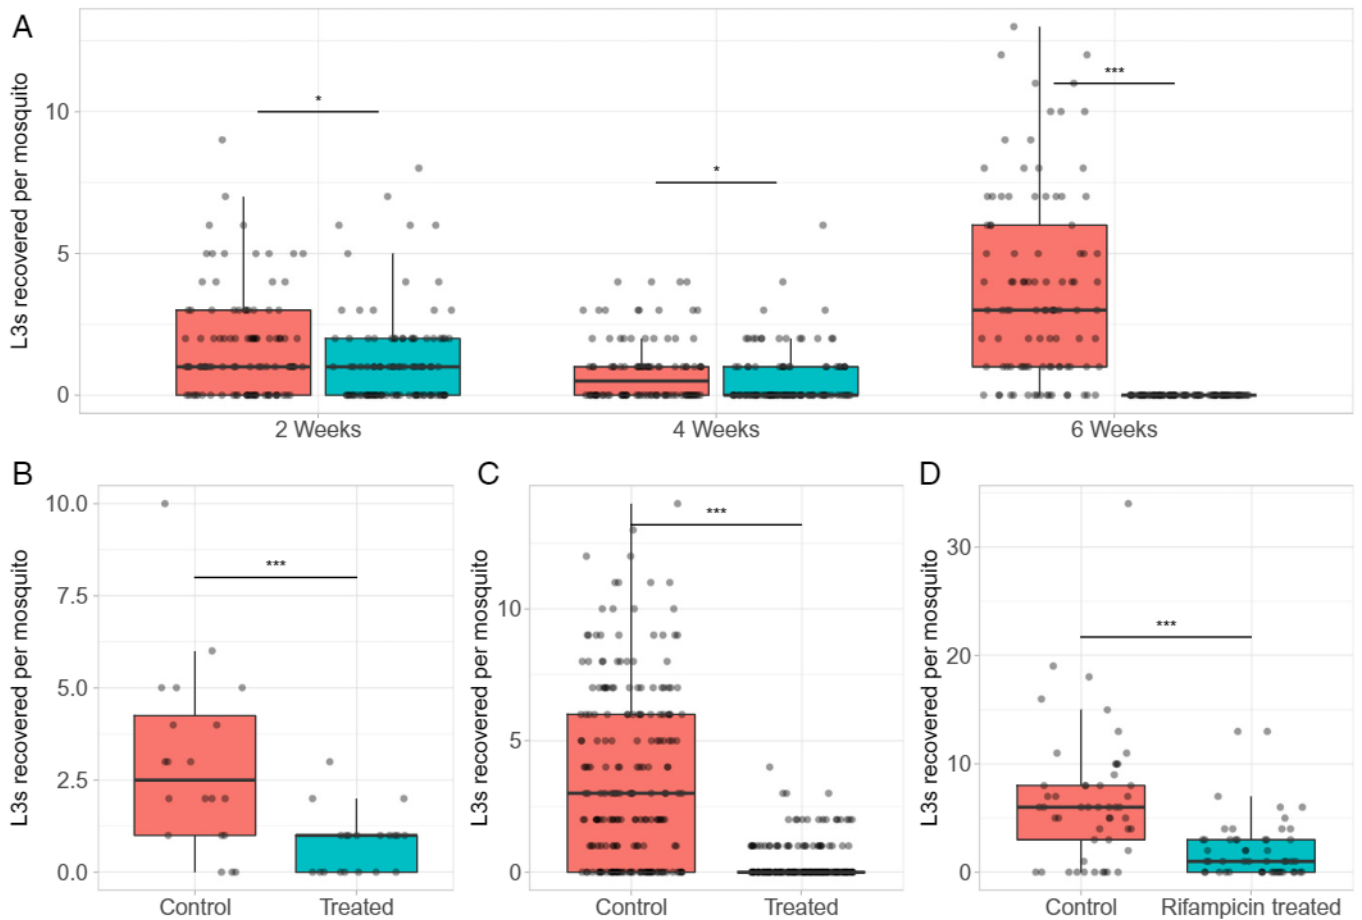 A
L3s recovered per mosquito
10
5
0
*
*
***
2 Weeks
4 Weeks
6 Weeks
B
L3s recovered per mosquito
10.0
7.5
5.0
2.5
0.0
***
Control
Treated
C
L3s recovered per mosquito
10
5
0
***
Control
Treated
D
L3s recovered per mosquito
30
20
10
0
***
Control
Rifampicin treated